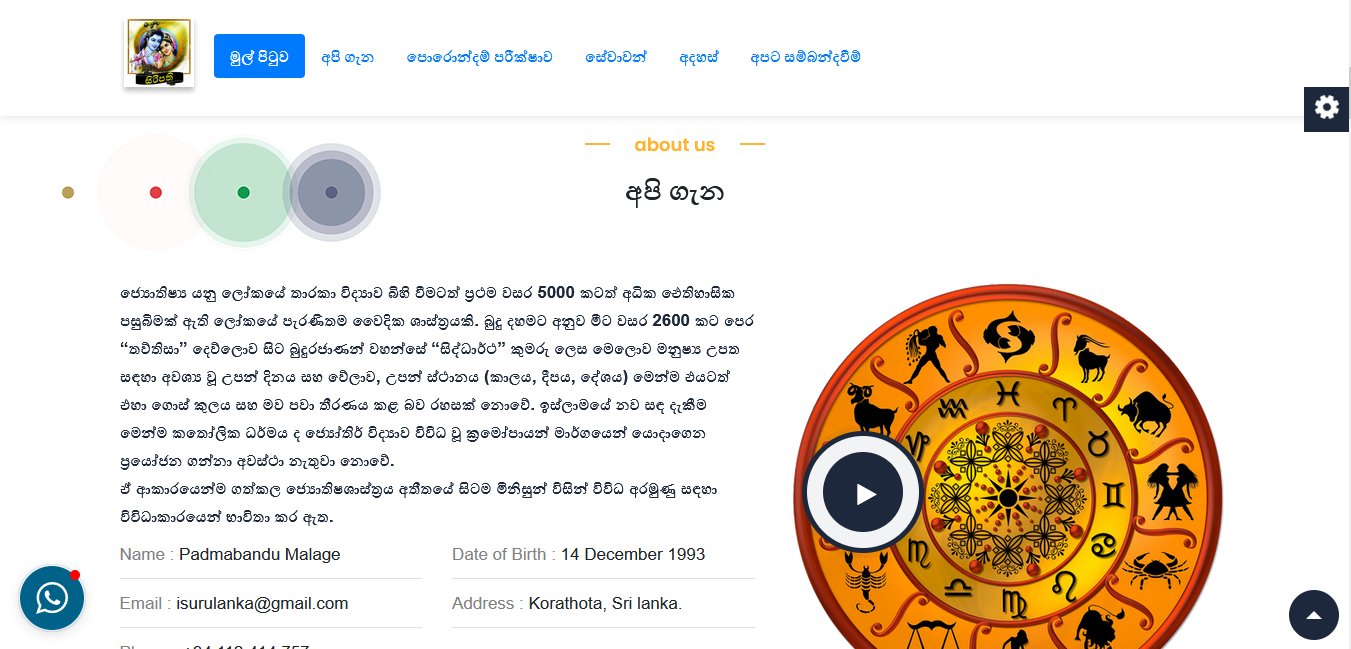 සිරිපති
මුල් පිටුව
අපි ගැන
පොරොන්දම් පරීක්ෂාව
සේවාවන්
අදහස්
අපට සම්බන්දවීම්
about us
අපි ගැන
ජ්‍යොතිෂ්‍ය යනු ලෝකයේ තාරකා විද්‍යාව බිහි වීමටත් ප්‍රථම වසර 5000 කටත් අධික ඓතිහාසික
පසුබිමක් ඇති ලෝකයේ පැරණිතම වෛදික ශාස්ත්‍රයකි. බුදු දහමට අනුව මීට වසර 2600 කට පෙර
“තව්තිසා” දෙව්ලොව සිට බුදුරජාණන් වහන්සේ “සිද්ධාර්ථ” කුමරු ලෙස මෙලොව මනුෂ්‍ය උපත
සඳහා අවශ්‍ය වූ උපන් දිනය සහ වේලාව, උපන් ස්ථානය (කාලය, දීපය, දේශය) මෙන්ම එයටත්
එහා ගොස් කුලය සහ මව පවා තීරණය කළ බව රහසක් නොවේ. ඉස්ලාමයේ නව සඳ දැකීම
මෙන්ම කතෝලික ධර්මය ද ජ්‍යෝතිර් විද්‍යාව විවිධ වූ ක්‍රමෝපායන් මාර්ගයෙන් යොදාගෙන
ප්‍රයෝජන ගන්නා අවස්ථා නැතුවා නොවේ.
ඒ ආකාරයෙන්ම ගත්කල ජ්‍යොතිෂශාස්ත්‍රය අතීතයේ සිටම මිනිසුන් විසින් විවිධ අරමුණු සඳහා
විවිධාකාරයෙන් භාවිතා කර ඇත.
Name : Padmabandu Malage
Date of Birth : 14 December 1993
Email : isurulanka@gmail.com
Address : Korathota, Sri lanka.